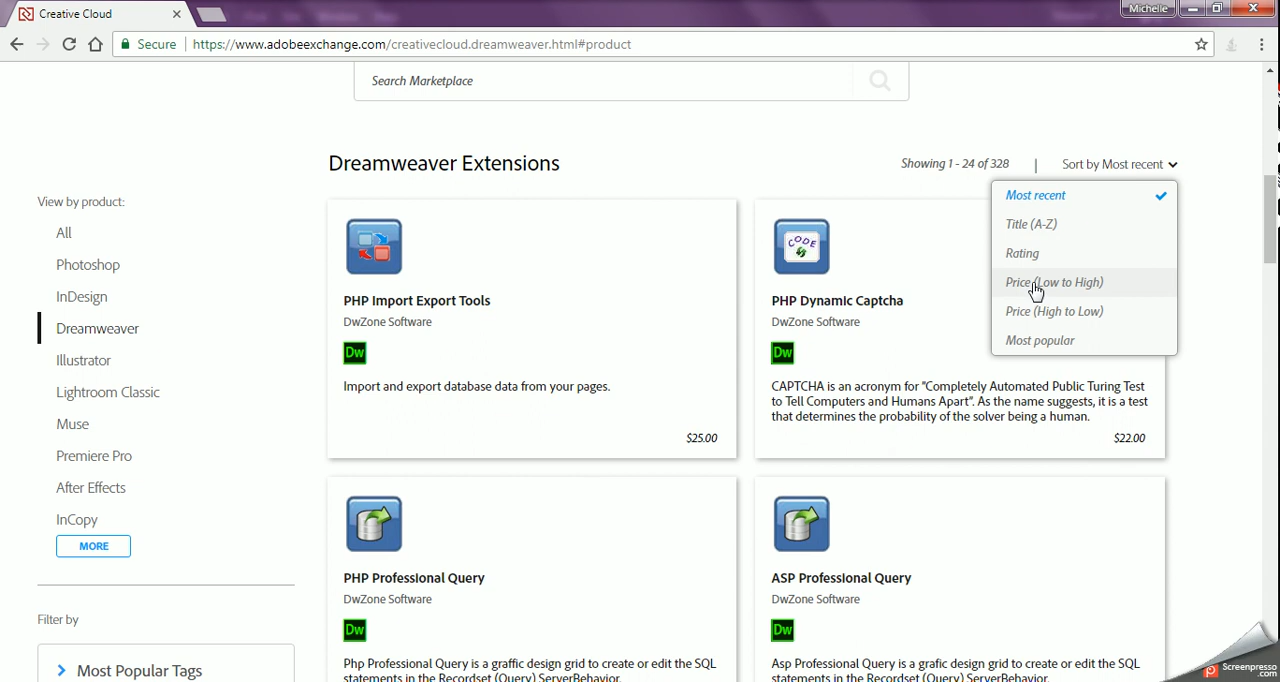 Creative Cloud
Michelle
Secure
https://www.adobeexchange.com/creativecloud.dreamweaver.html#product
Search Marketplace
Dreamweaver Extensions
Showing 1 - 24 of 328
|
Sort by Most recent
Most recent
Title (A-Z)
Rating
Price (Low to High)
Price (High to Low)
Most popular
View by product:
All
Photoshop
InDesign
Dreamweaver
Illustrator
Lightroom Classic
Muse
Premiere Pro
After Effects
InCopy
MORE
Filter by
Most Popular Tags
PHP Import Export Tools
DwZone Software
Dw
Import and export database data from your pages.
$25.00
CODE
PHP Dynamic Captcha
DwZone Software
Dw
CAPTCHA is an acronym for "Completely Automated Public Turing Test
to Tell Computers and Humans Apart". As the name suggests, it is a test
that determines the probability of the solver being a human.
$22.00
PHP Professional Query
DwZone Software
Dw
Php Professional Query is a graffic design grid to create or edit the SQL
statements in the Recordset (Query) ServerBehavior.
ASP Professional Query
DwZone Software
Dw
Asp Professional Query is a grafic design grid to create or edit the SQL
statements in the Recordset (Query) ServerBehavior.
Screenpresso
.com